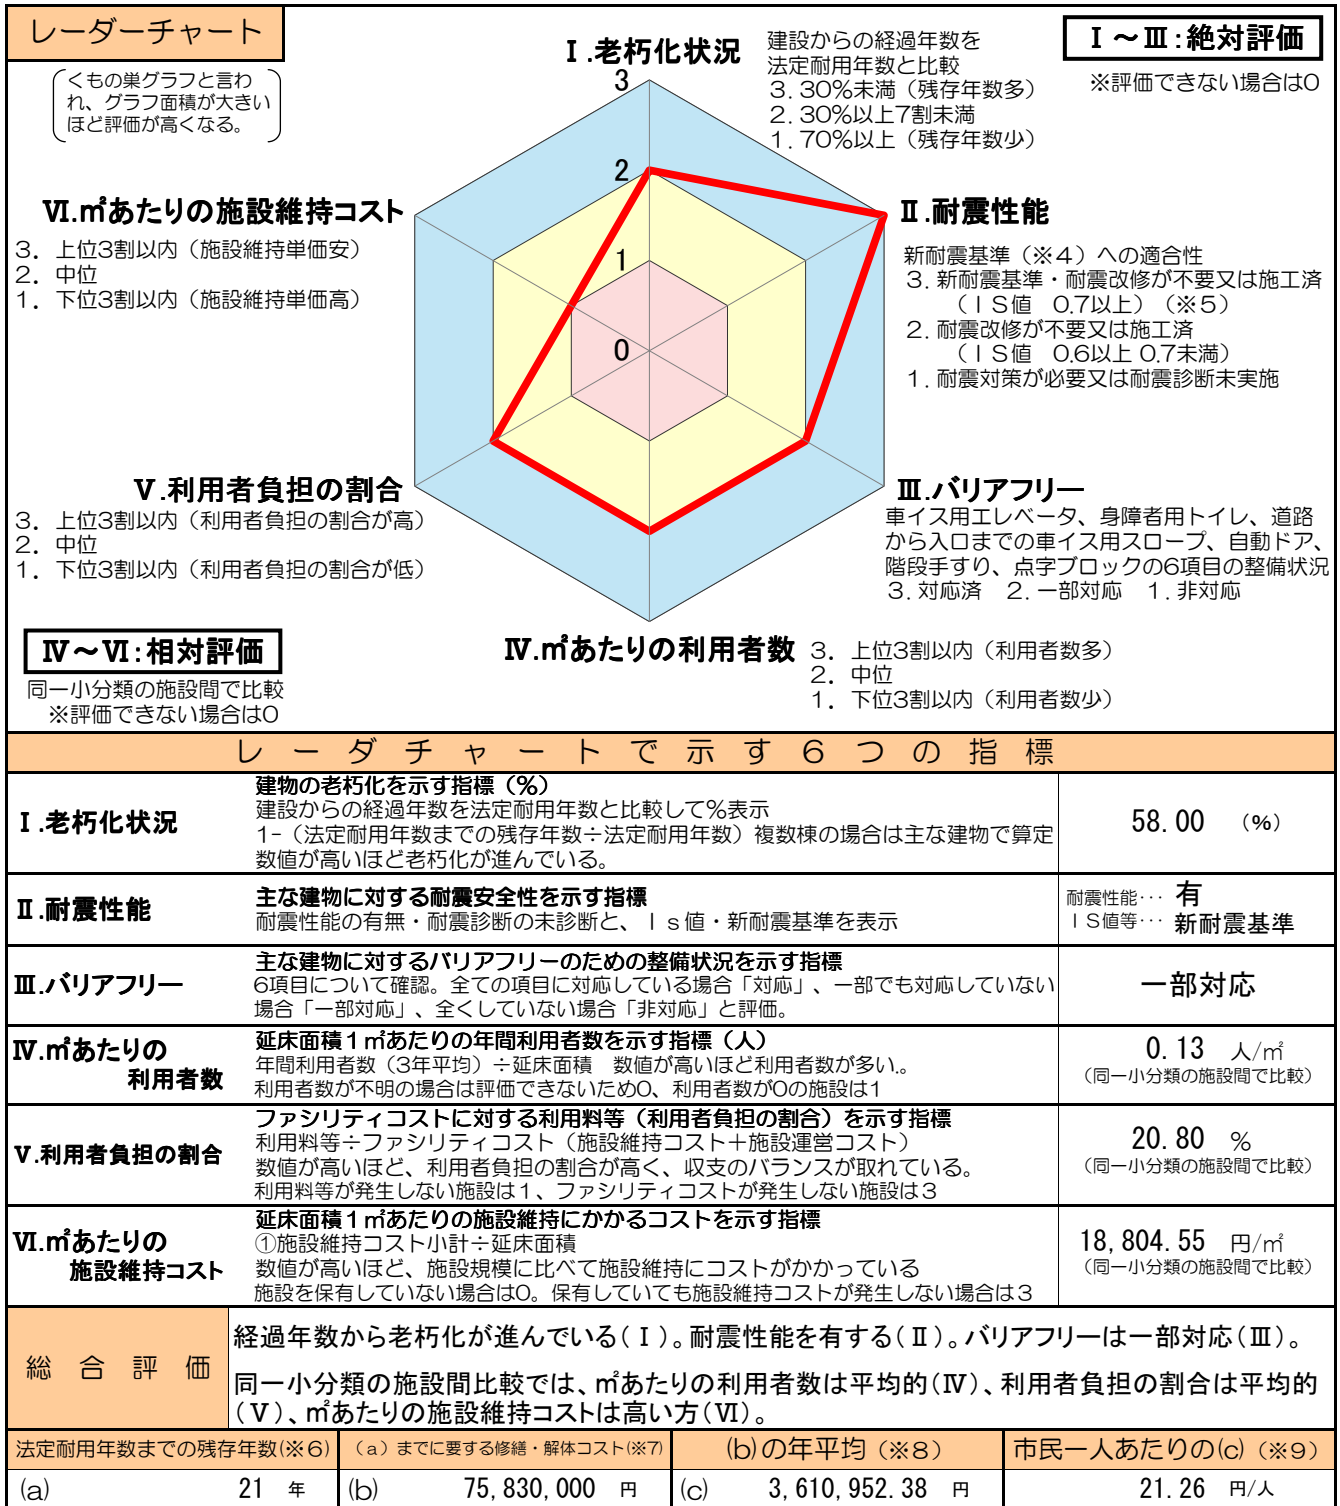 レーダーチャート
くもの巣グラフと言わ
れ、グラフ面積が大きい
ほど評価が高くなる。
Ⅰ.老朽化状況
建設からの経過年数を
法定耐用年数と比較
3.30%未満（残存年数多）
2.30%以上7割未満
1.70%以上（残存年数少）
Ⅰ～Ⅲ:絶対評価
※評価できない場合は0
3
2
1
0
Ⅱ.耐震性能
新耐震基準（※4）への適合性
3.新耐震基準・耐震改修が不要又は施工済
（ＩＳ値　0.7以上）（※5）
2.耐震改修が不要又は施工済
（ＩＳ値　0.6以上 0.7未満）
1.耐震対策が必要又は耐震診断未実施
Ⅵ.㎡あたりの施設維持コスト
3. 上位3割以内（施設維持単価安）
2. 中位
1. 下位3割以内（施設維持単価高）
Ⅴ.利用者負担の割合
3. 上位3割以内（利用者負担の割合が高）
2. 中位
1. 下位3割以内（利用者負担の割合が低）
Ⅲ.バリアフリー
車イス用エレベータ、身障者用トイレ、道路
から入口までの車イス用スロープ、自動ドア、
階段手すり、点字ブロックの6項目の整備状況
3.対応済　2.一部対応　1.非対応
Ⅳ～Ⅵ:相対評価
同一小分類の施設間で比較
※評価できない場合は0
Ⅳ.㎡あたりの利用者数
3. 上位3割以内（利用者数多）
2. 中位
1. 下位3割以内（利用者数少）
レーダチャートで示す６つの指標
Ⅰ.老朽化状況
建物の老朽化を示す指標（%）
建設からの経過年数を法定耐用年数と比較して%表示
1-（法定耐用年数までの残存年数÷法定耐用年数）複数棟の場合は主な建物で算定
数値が高いほど老朽化が進んでいる。
58.00　（%）
Ⅱ.耐震性能
主な建物に対する耐震安全性を示す指標
耐震性能の有無・耐震診断の未診断と、Ｉｓ値・新耐震基準を表示
耐震性能… 有
ＩＳ値等… 新耐震基準
Ⅲ.バリアフリー
主な建物に対するバリアフリーのための整備状況を示す指標
6項目について確認。全ての項目に対応している場合「対応」、一部でも対応していない
場合「一部対応」、全くしていない場合「非対応」と評価。
一部対応
Ⅳ.㎡あたりの
利用者数
延床面積１㎡あたりの年間利用者数を示す指標（人）
年間利用者数（3年平均）÷延床面積　数値が高いほど利用者数が多い。
利用者数が不明の場合は評価できないため0、利用者数が0の施設は1
0.13　人/㎡
（同一小分類の施設間で比較）
Ⅴ.利用者負担の割合
ファシリティコストに対する利用料等（利用者負担の割合）を示す指標
利用料等÷ファシリティコスト（施設維持コスト＋施設運営コスト）
数値が高いほど、利用者負担の割合が高く、収支のバランスが取れている。
利用料等が発生しない施設は1、ファシリティコストが発生しない施設は3
20.80　%
（同一小分類の施設間で比較）
Ⅵ.㎡あたりの
施設維持コスト
延床面積１㎡あたりの施設維持にかかるコストを示す指標
①施設維持コスト小計÷延床面積
数値が高いほど、施設規模に比べて施設維持にコストがかかっている
施設を保有していない場合は0。保有していても施設維持コストが発生しない場合は3
18,804.55　円/㎡
（同一小分類の施設間で比較）
総合評価
経過年数から老朽化が進んでいる(Ⅰ)。耐震性能を有する(Ⅱ)。バリアフリーは一部対応(Ⅲ)。
同一小分類の施設間比較では、㎡あたりの利用者数は平均的(Ⅳ)、利用者負担の割合は平均的
(Ⅴ)、㎡あたりの施設維持コストは高い方(Ⅵ)。
法定耐用年数までの残存年数(※6)
（a）までに要する修繕・解体コスト(※7)
(b)の年平均（※8）
市民一人あたりの(c)（※9）
(a)　21 年
(b)　75,830,000 円
(c)　3,610,952.38 円
21.26 円/人